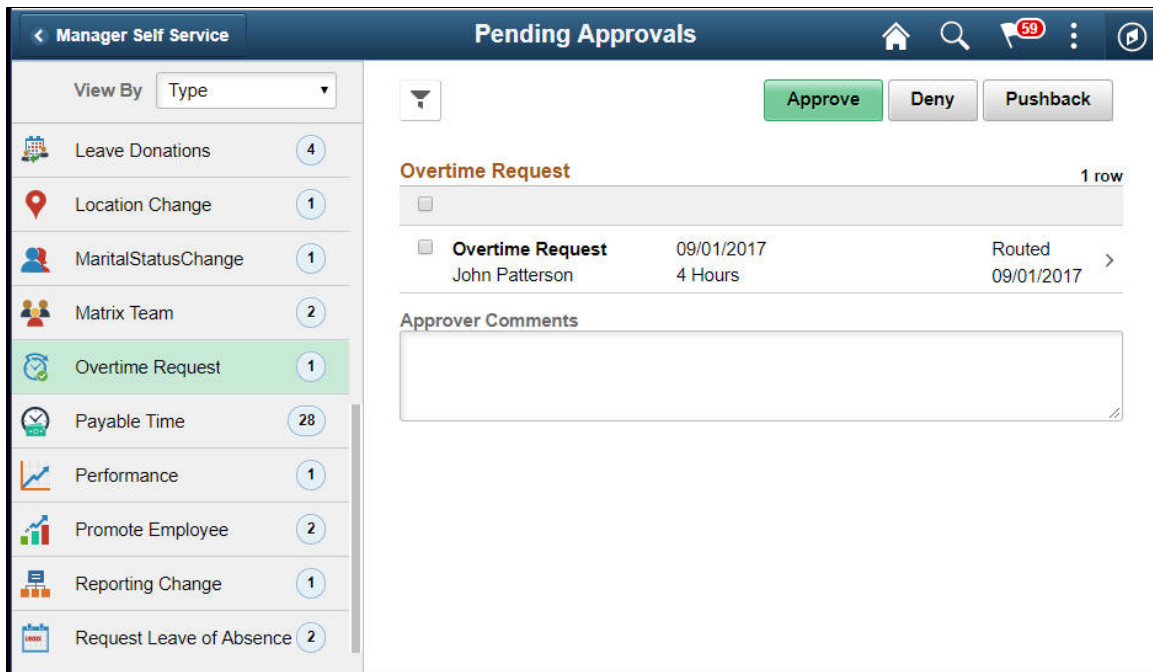 Manager Self Service
Pending Approvals
59
View By Type
Approve Deny Pushback
Leave Donations 4
Location Change 1
MaritalStatusChange 1
Matrix Team 2
Overtime Request 1
Payable Time 28
Performance 1
Promote Employee 2
Reporting Change 1
Request Leave of Absence 2
Overtime Request
1 row
Overtime Request 09/01/2017 Routed
John Patterson 4 Hours 09/01/2017
Approver Comments